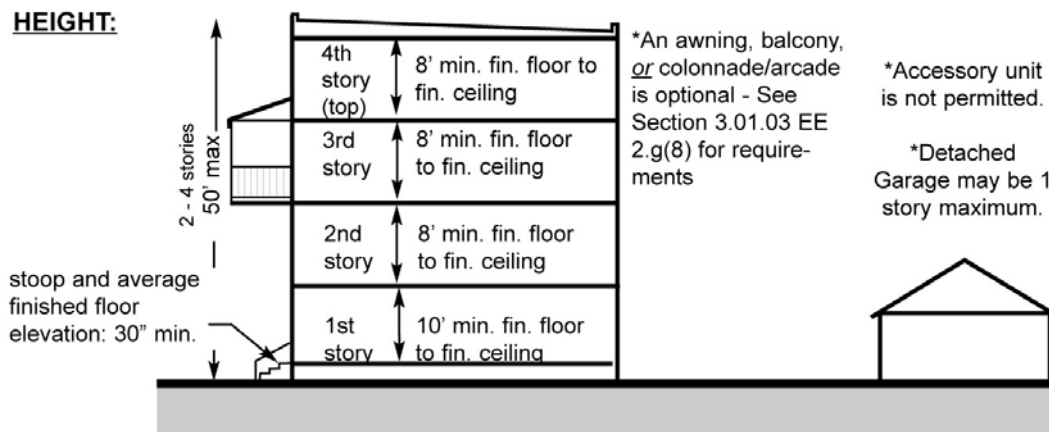 HEIGHT:
4th
story
(top)
8' min. fin. floor to
fin. ceiling
3rd
story
8' min. fin. floor
to fin. ceiling
2nd
story
8' min. fin. floor
to fin. ceiling
1st
story
10' min. fin. floor
to fin. ceiling
2 - 4 stories
50' max
stoop and average
finished floor
elevation: 30” min.
*An awning, balcony,
or colonnade/arcade
is optional - See
Section 3.01.03 EE
2.g(8) for require-
ments
*Accessory unit
is not permitted.
*Detached
Garage may be 1
story maximum.